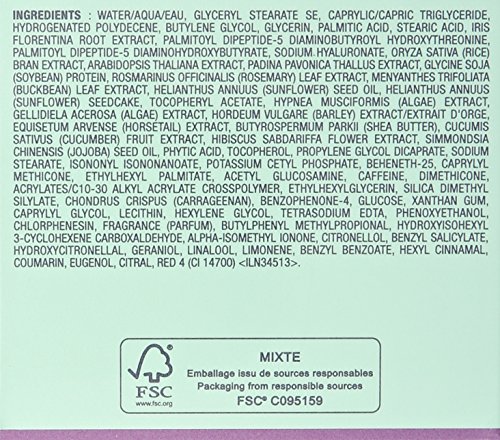 INGREDIENTS : WATER/AQUA/EAU, GLYCERYL STEARATE SE, CAPRYLIC/CAPRIC TRIGLYCERIDE,
HYDROGENATED POLYDECENE, BUTYLENE GLYCOL, GLYCERIN, PALMITIC ACID, STEARIC ACID, IRIS
FLORENTINA ROOT EXTRACT, PALMITOYL DIPEPTIDE-5 DIAMINOBUTYROYL HYDROXYTHREONINE,
PALMITOYL DIPEPTIDE-5 DIAMINOHYDROXYBUTYRATE, SODIUM HYALURONATE, ORYZA SATIVA (RICE)
BRAN EXTRACT, ARABIDOPSIS THALIANA EXTRACT, PADINA PAVONICA THALLUS EXTRACT, GLYCINE SOJA
(SOYBEAN) PROTEIN, ROSMARINUS OFFICINALIS (ROSEMARY) LEAF EXTRACT, MENYANTHES TRIFOLIATA
(BUCKBEAN) LEAF EXTRACT, HELIANTHUS ANNUUS (SUNFLOWER) SEED OIL, HELIANTHUS ANNUUS
(SUNFLOWER) SEEDCAKE, TOCOPHERYL ACETATE, HYPNEA MUSCIFORMIS (ALGAE) EXTRACT,
GELLIDIELA ACEROSA (ALGAE) EXTRACT, HORDEUM VULGARE (BARLEY) EXTRACT/EXTRAIT D'ORGE,
EQUISETUM ARVENSE (HORSETAIL) EXTRACT, BUTYROSPERMUM PARKII (SHEA BUTTER), CUCUMIS
SATIVUS (CUCUMBER) FRUIT EXTRACT, HIBISCUS SABDARIFFA FLOWER EXTRACT, SIMMONDSIA
CHINENSIS (JOJOBA) SEED OIL, PHYTIC ACID, TOCOPHEROL, PROPYLENE GLYCOL DICAPRATE, SODIUM
STEARATE, ISONONYL ISONONANOATE, POTASSIUM CETYL PHOSPHATE, BEHENETH-25, CAPRYLYL
METHICONE, ETHYLHEXYL PALMITATE, ACETYL GLUCOSAMINE, CAFFEINE, DIMETHICONE,
ACRYLATES/C10-30 ALKYL ACRYLATE CROSSPOLYMER, ETHYLHEXYLGLYCERIN, SILICA DIMETHYL
SILYLATE, CHONDRUS CRISPUS (CARRAGEENAN), BENZOPHENONE-4, GLUCOSE, XANTHAN GUM,
CAPRYLYL GLYCOL, LECITHIN, HEXYLENE GLYCOL, TETRASODIUM EDTA, PHENOXYETHANOL,
CHLORPHENESIN, FRAGRANCE (PARFUM), BUTYLPHENYL METHYLPROPIONAL, HYDROXYISOHEXYL
3-CYCLOHEXENE CARBOXALDEHYDE, ALPHA-ISOMETHYL IONONE, CITRONELLOL, BENZYL SALICYLATE,
HYDROXYCITRONELLAL, GERANIOL, LINALOOL, LIMONENE, BENZYL BENZOATE, HEXYL CINNAMAL,
COUMARIN, EUGENOL, CITRAL, RED 4 (CI 14700) <ILN34513>.
FSC
www.fsc.org
MIXTE
Emballage issu de sources responsables
Packaging from responsible sources
FSC® C095159